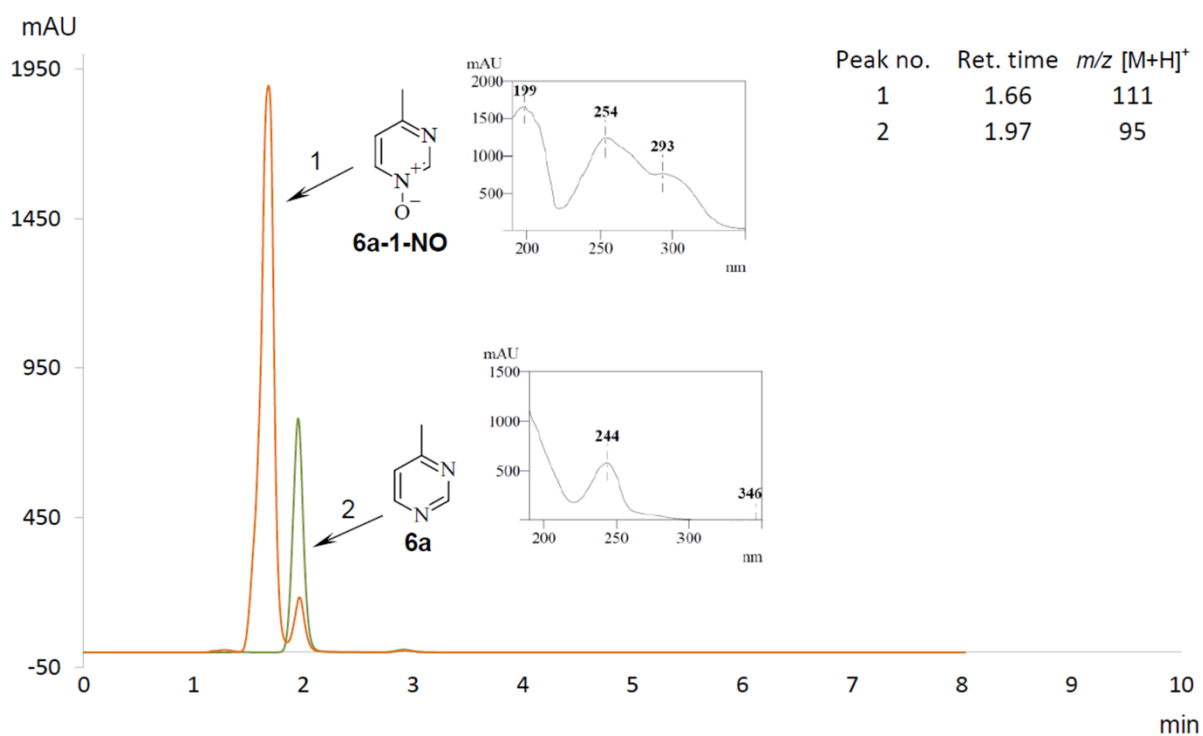 mAU
1950
1450
950
450
-50
0 1 2 3 4 5 6 7 8 9 10
min
1
N
N
+
O
−
6a-1-NO
mAU
2000
1500
1000
500
199
254
293
200 250 300
nm
2
N
N
6a
mAU
1500
1000
500
244
346
200 250 300
nm
Peak no. Ret. time m/z [M+H]+
1 1.66 111
2 1.97 95